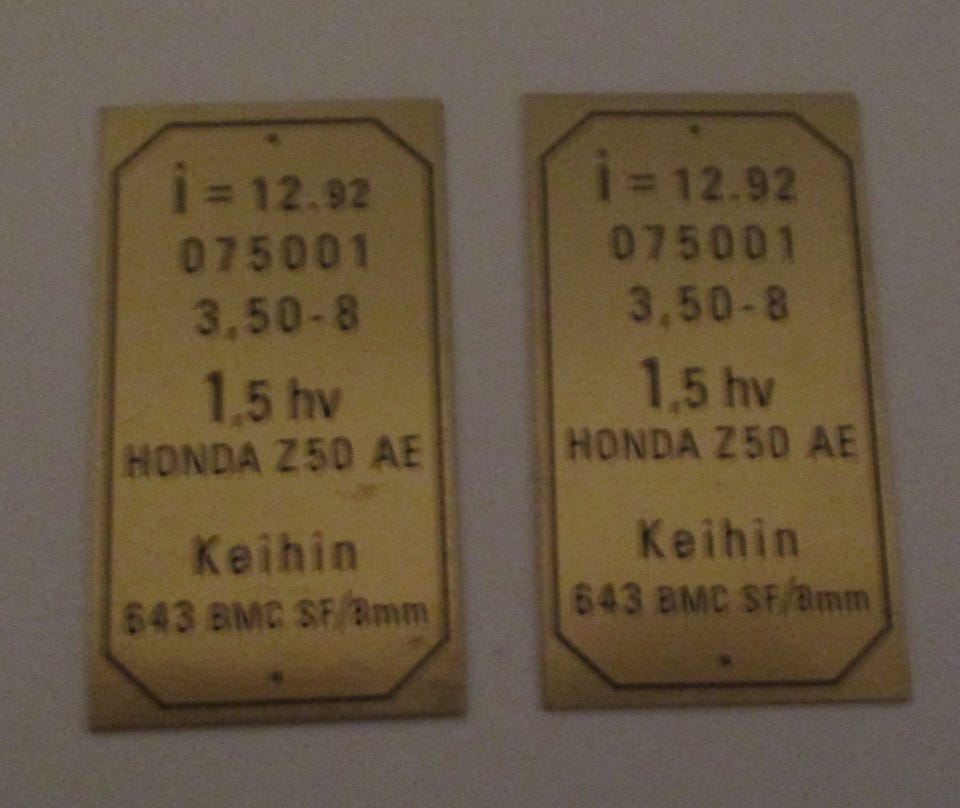 i = 12.92
075001
3,50-8
1,5 hv
HONDA Z50 AE
Keihin
643 BMC SF/8mm
i = 12.92
075001
3,50-8
1,5 hv
HONDA Z50 AE
Keihin
643 BMC SF/8mm